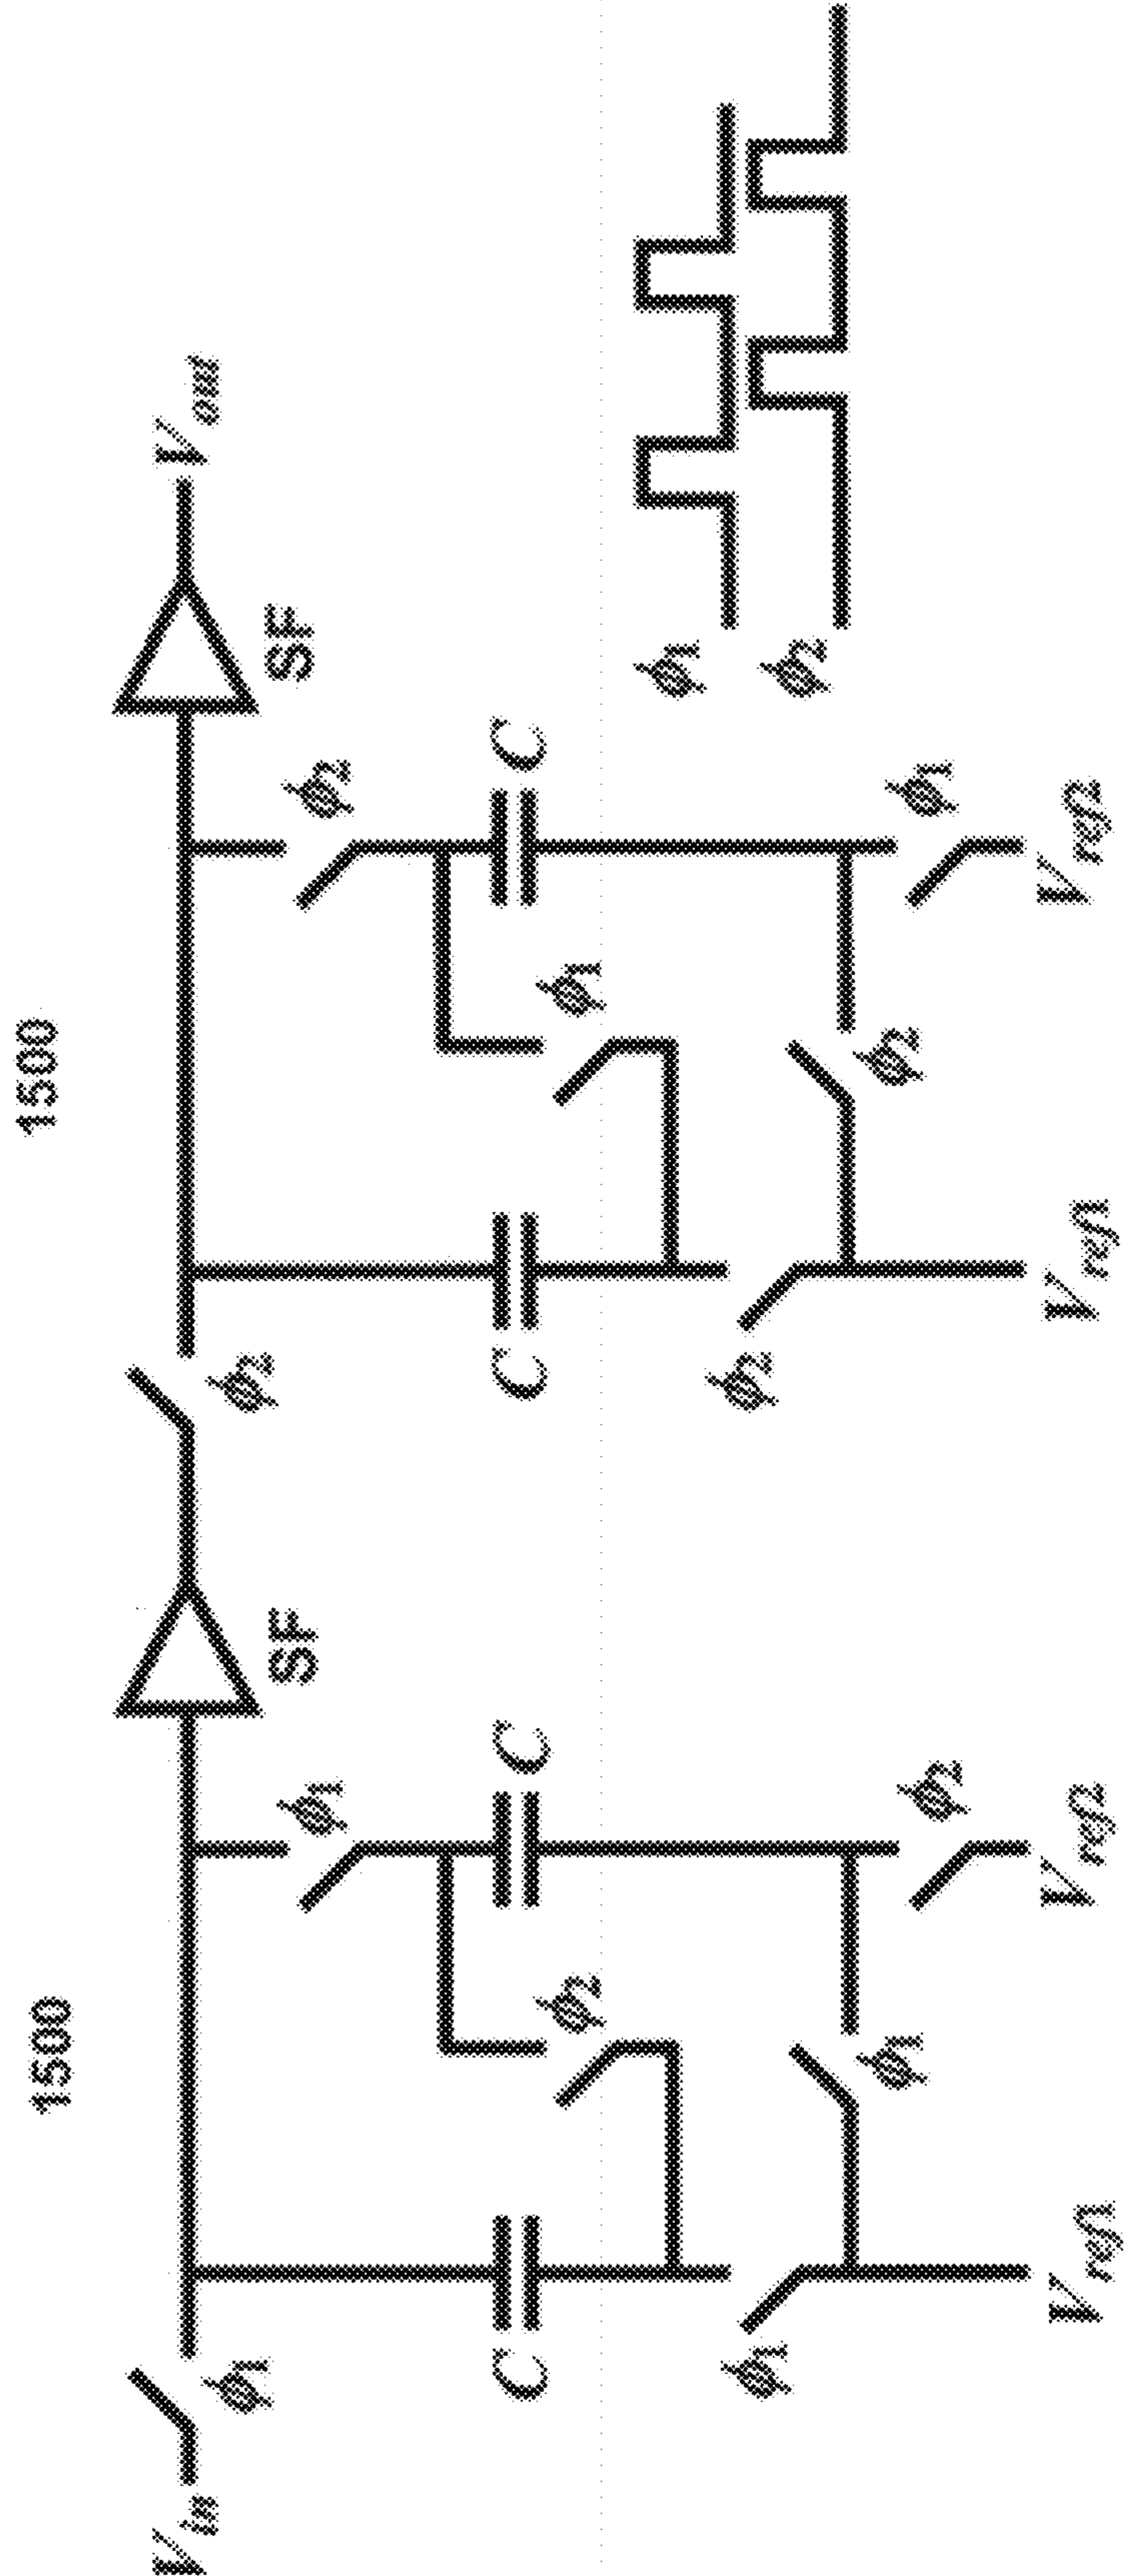 1500 1500
V_in ϕ1 ϕ1 SF ϕ2 ϕ2 SF V_out
C ϕ2 C C ϕ1 C
ϕ1 ϕ1 ϕ2 ϕ2 ϕ2 ϕ1
V_ref1 V_ref2 V_ref1 V_ref2
ϕ1
ϕ2